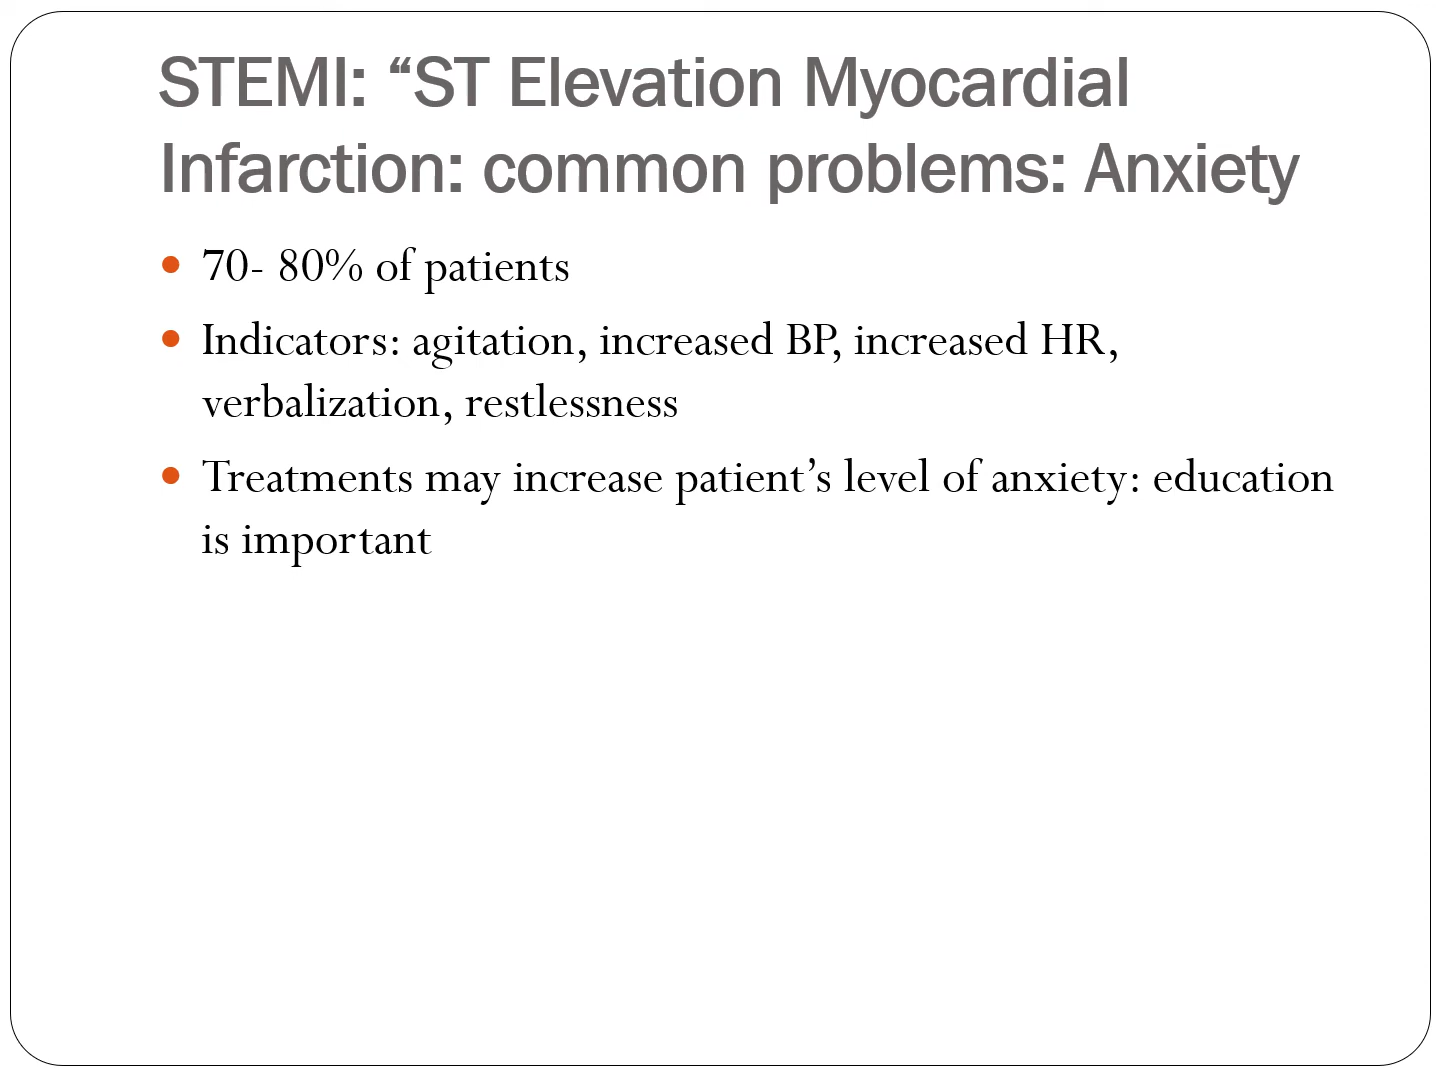 STEMI: “ST Elevation Myocardial
Infarction: common problems: Anxiety
• 70- 80% of patients
• Indicators: agitation, increased BP, increased HR,
verbalization, restlessness
• Treatments may increase patient’s level of anxiety: education
is important